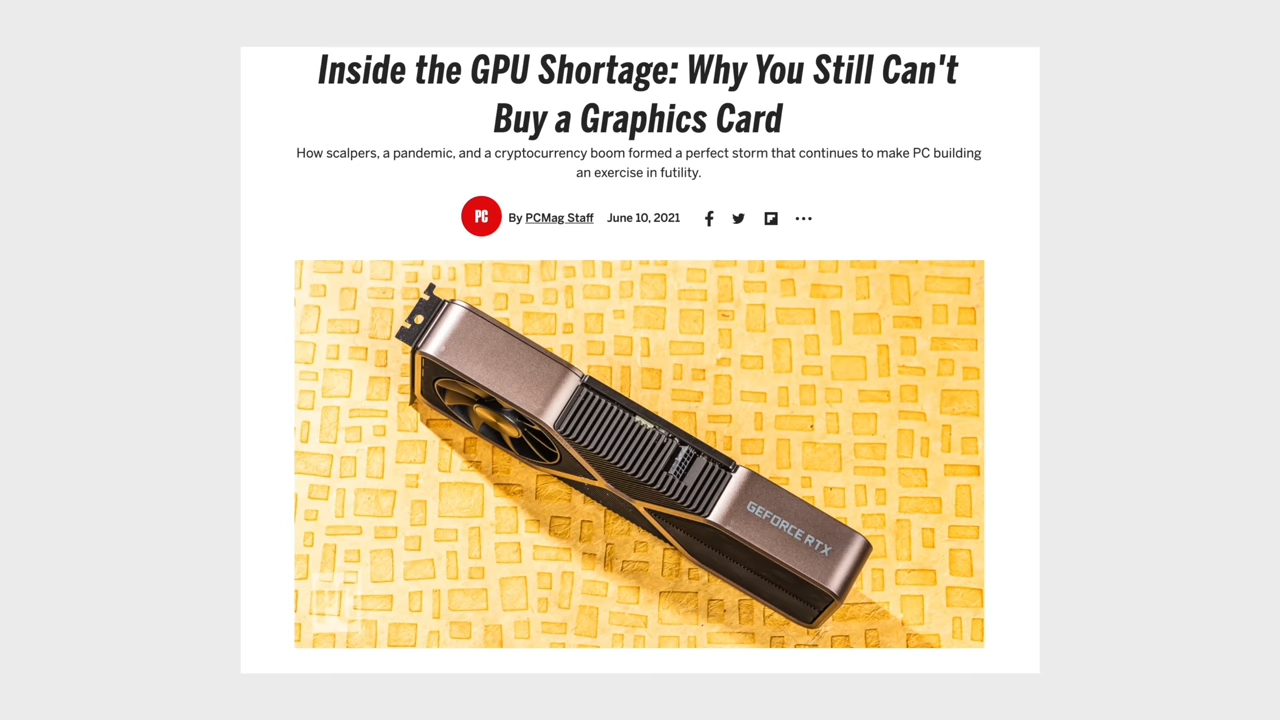 Inside the GPU Shortage: Why You Still Can't
Buy a Graphics Card
How scalpers, a pandemic, and a cryptocurrency boom formed a perfect storm that continues to make PC building
an exercise in futility.
PC By PCMag Staff June 10, 2021
GEFORCE RTX